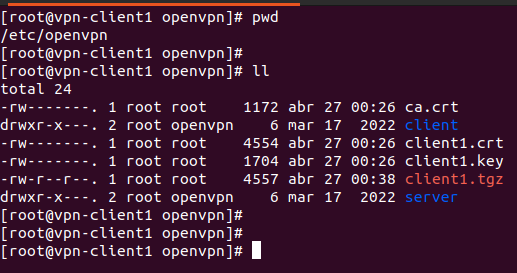 [root@vpn-client1 openvpn]# pwd
/etc/openvpn
[root@vpn-client1 openvpn]#
[root@vpn-client1 openvpn]# ll
total 24
-rw-------. 1 root root    1172 abr 27 00:26 ca.crt
drwxr-x---. 2 root openvpn    6 mar 17  2022 client
-rw-------. 1 root root    4554 abr 27 00:26 client1.crt
-rw-------. 1 root root    1704 abr 27 00:26 client1.key
-rw-r--r--. 1 root root    4557 abr 27 00:38 client1.tgz
drwxr-x---. 2 root openvpn    6 mar 17  2022 server
[root@vpn-client1 openvpn]#
[root@vpn-client1 openvpn]#
[root@vpn-client1 openvpn]#